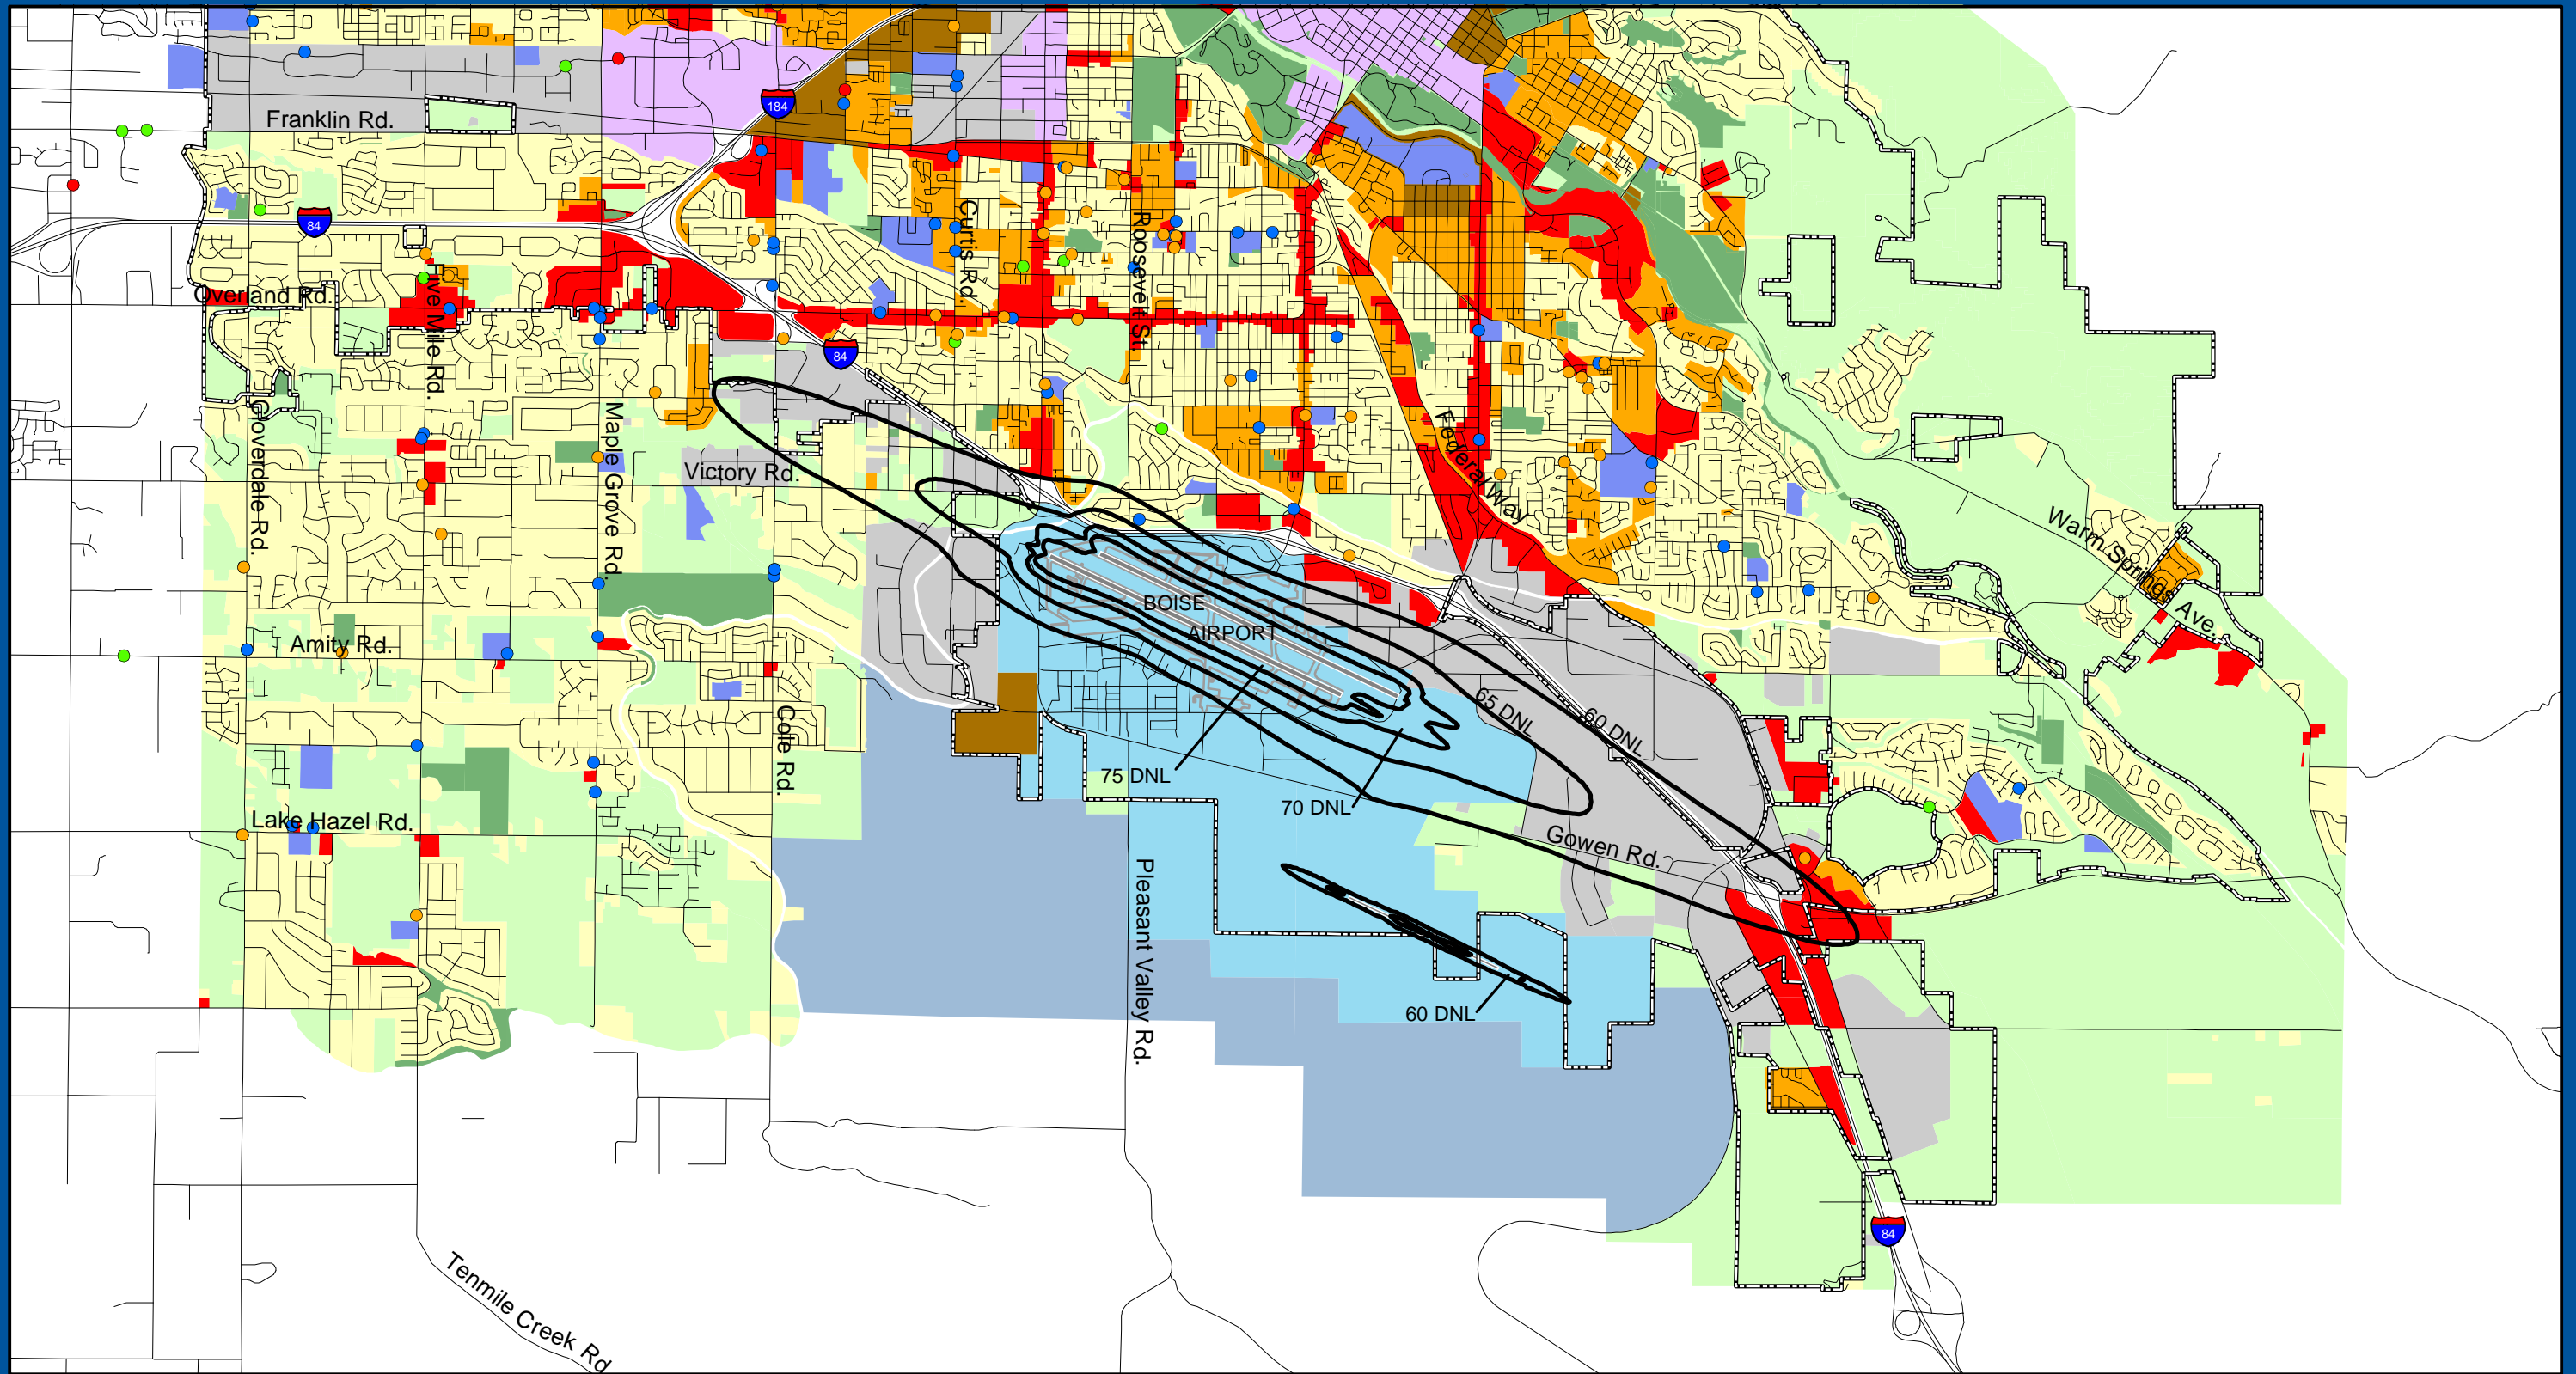 184
Franklin Rd.
84
Curtis Rd.
Roosevelt St.
Overland Rd.
Five Mile Rd.
84
Cloverdale Rd.
Maple Grove Rd.
Victory Rd.
Federal Way
Warm Springs Ave.
BOISE
AIRPORT
Amity Rd.
65 DNL
60 DNL
Cole Rd.
75 DNL
70 DNL
Lake Hazel Rd.
Gowen Rd.
Pleasant Valley Rd.
60 DNL
84
Tenmile Creek Rd